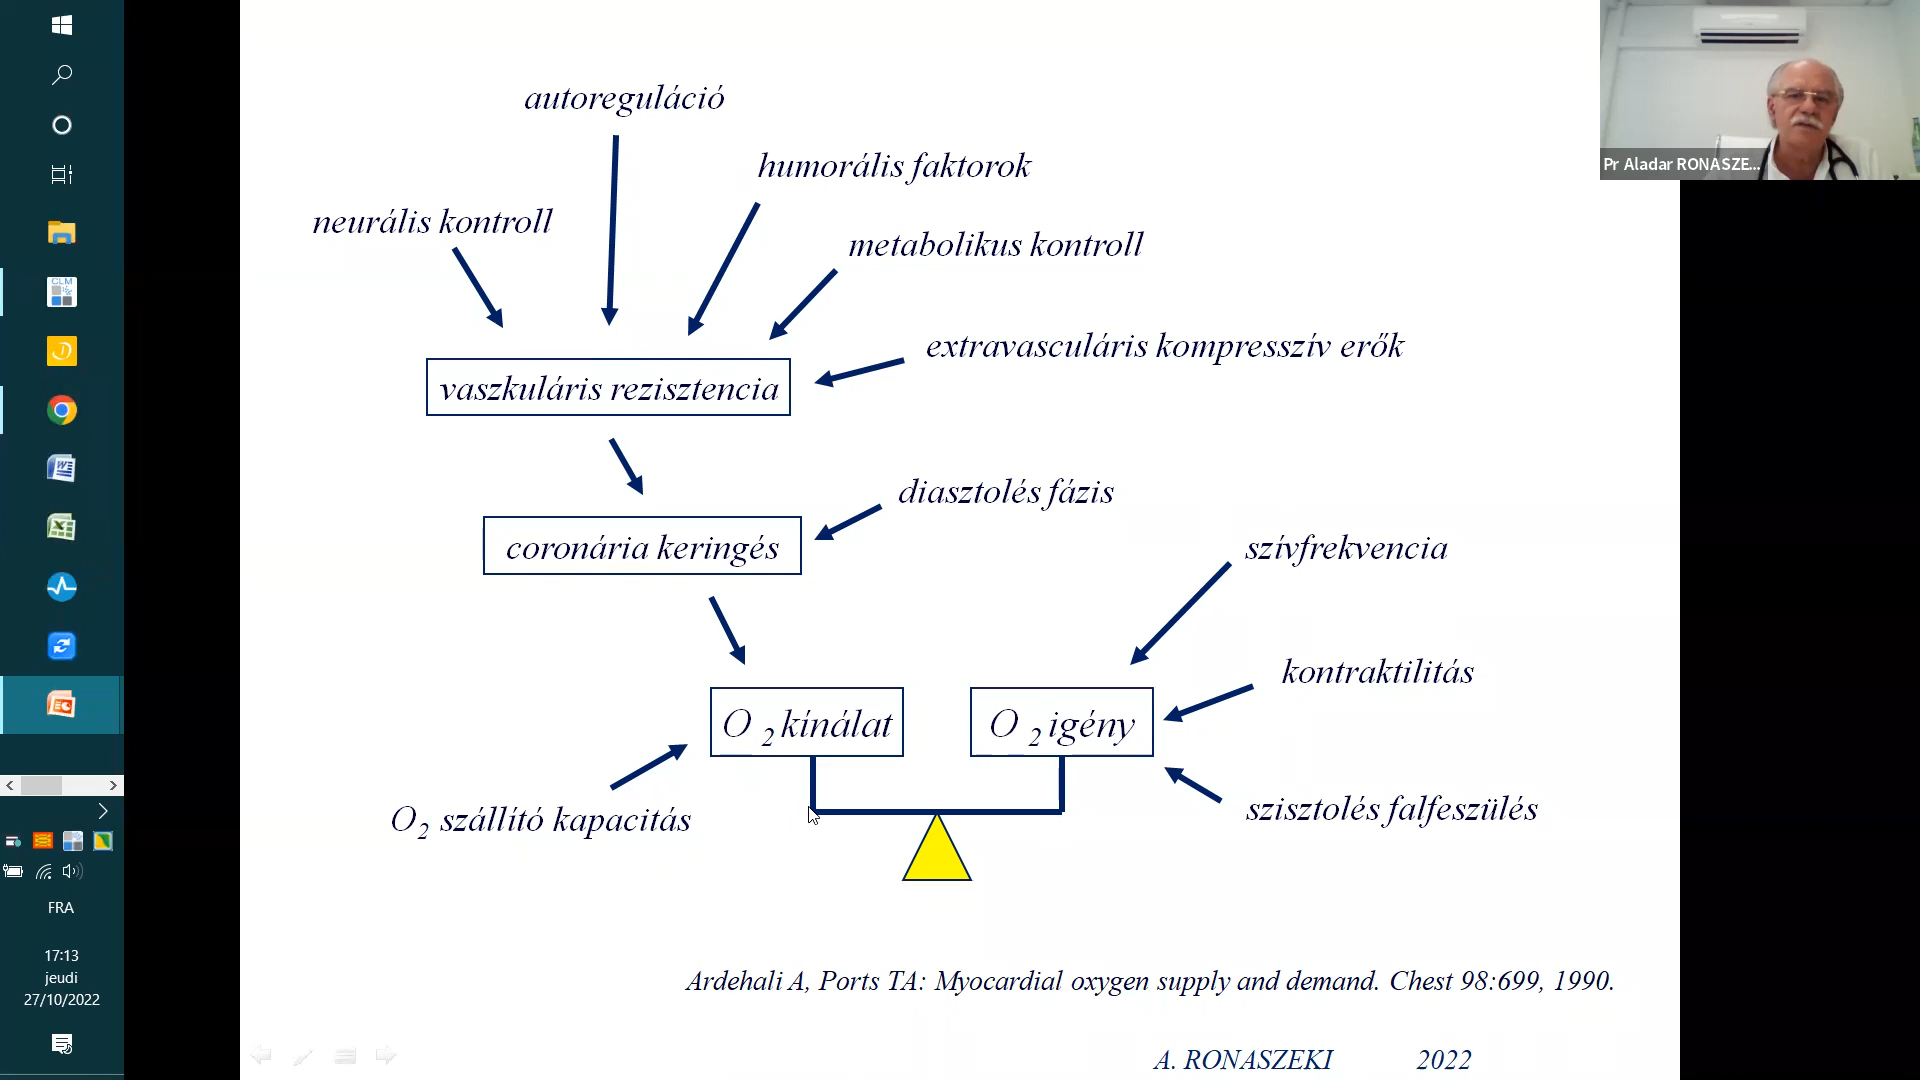 autoreguláció
humorális faktorok
neurális kontroll
metabolikus kontroll
extravasculáris kompresszív erők
vaszkuláris rezisztencia
diasztolés fázis
coronária keringés
szívfrekvencia
kontraktilitás
O 2 kínálat
O 2 igény
O2 szállító kapacitás
szisztolés falfeszülés
Ardehali A, Ports TA: Myocardial oxygen supply and demand. Chest 98:699, 1990.
A. RONASZEKI 2022
Pr Aladar RONASZE...
CLM
FRA
17:13
jeudi
27/10/2022